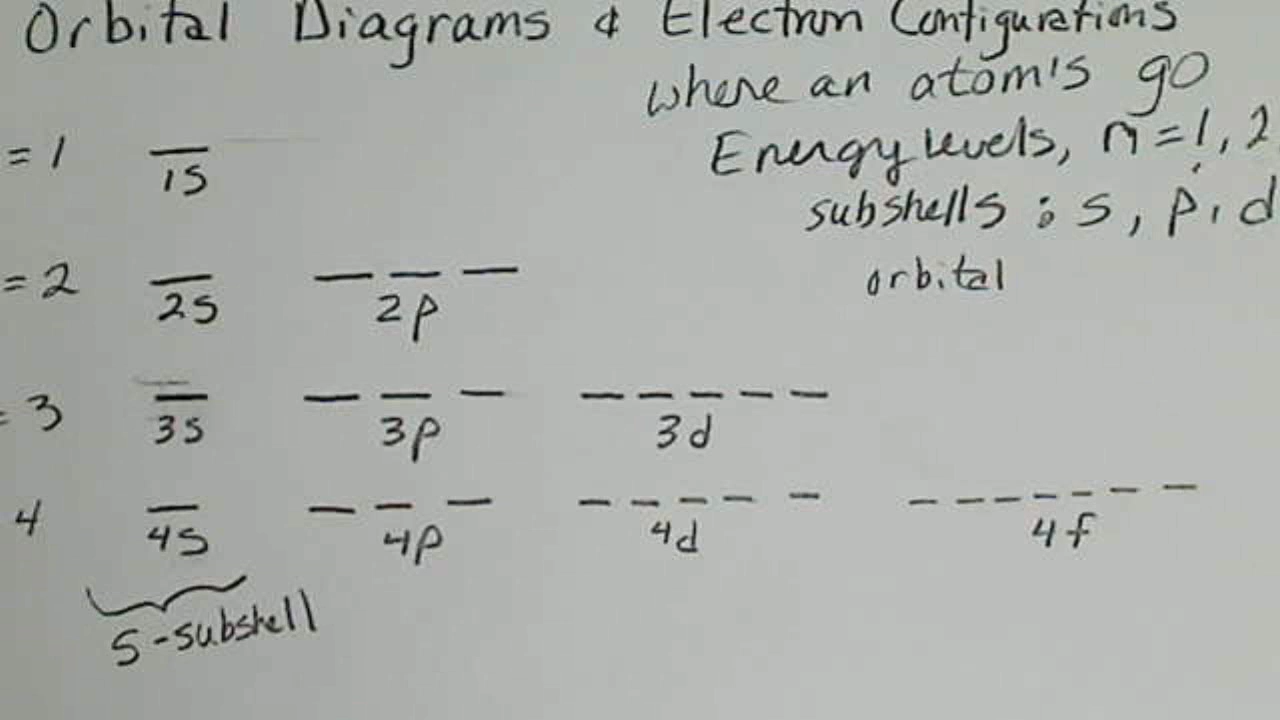 Orbital Diagrams & Electron Configurations
where an atom's go
Energy levels, n = 1, 2
subshells : s, p, d
orbital
= 1 1s
= 2 2s 2p
= 3 3s 3p 3d
4 4s 4p 4d 4f
s-subshell